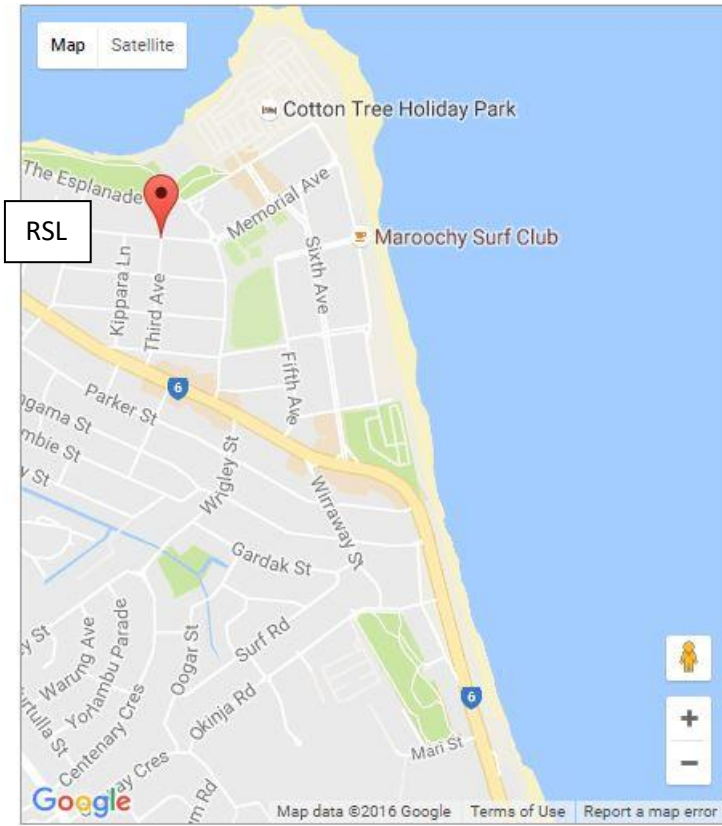 Map Satellite
Cotton Tree Holiday Park
The Esplanade
Memorial Ave
RSL
Maroochy Surf Club
Sixth Ave
Kippara Ln
Third Ave
Fifth Ave
6
Parker St
St
St
St
Wrigley St
Wirraway St
Gardak St
St
Warung Ave
Yorlambu Parade
Oogar St
Surf Rd
Centenary Cres
Okinja Rd
6
Mari St
Cres
Rd
+
−
Google
Map data ©2016 Google Terms of Use Report a map error